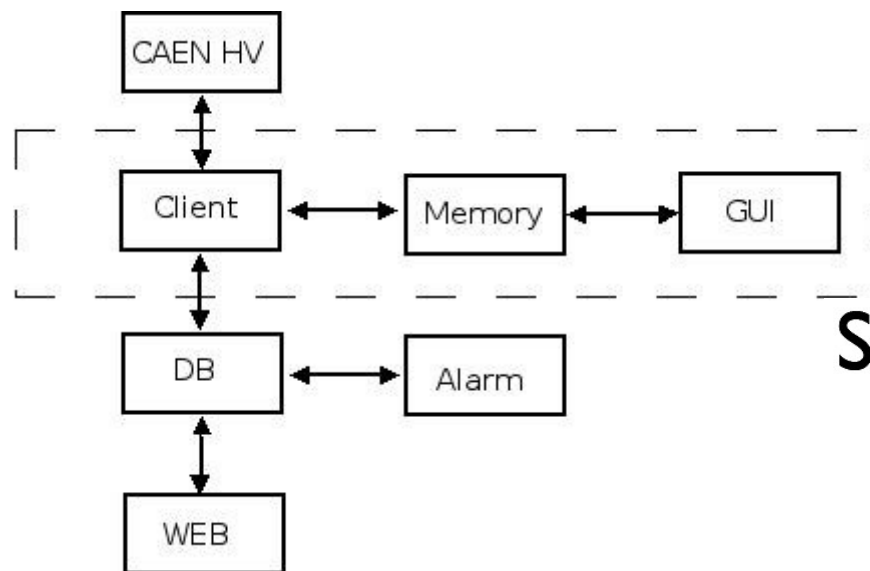 CAEN HV
Client
Memory
GUI
S
DB
Alarm
WEB